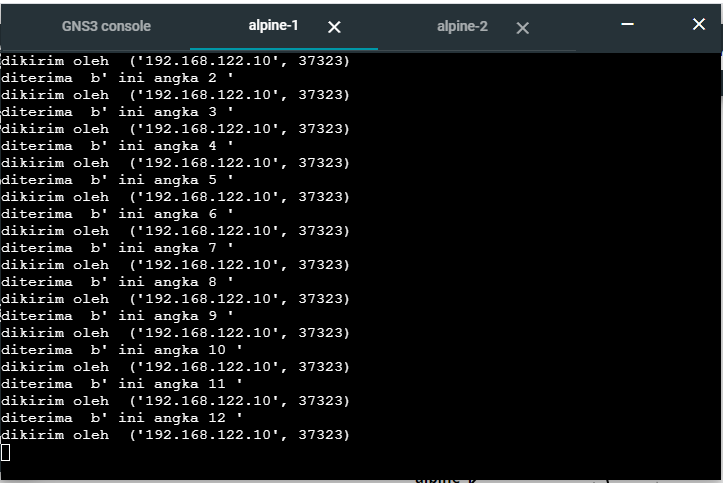 GNS3 console alpine-1 alpine-2
dikirim oleh  ('192.168.122.10', 37323)
diterima  b' ini angka 2 '
dikirim oleh  ('192.168.122.10', 37323)
diterima  b' ini angka 3 '
dikirim oleh  ('192.168.122.10', 37323)
diterima  b' ini angka 4 '
dikirim oleh  ('192.168.122.10', 37323)
diterima  b' ini angka 5 '
dikirim oleh  ('192.168.122.10', 37323)
diterima  b' ini angka 6 '
dikirim oleh  ('192.168.122.10', 37323)
diterima  b' ini angka 7 '
dikirim oleh  ('192.168.122.10', 37323)
diterima  b' ini angka 8 '
dikirim oleh  ('192.168.122.10', 37323)
diterima  b' ini angka 9 '
dikirim oleh  ('192.168.122.10', 37323)
diterima  b' ini angka 10 '
dikirim oleh  ('192.168.122.10', 37323)
diterima  b' ini angka 11 '
dikirim oleh  ('192.168.122.10', 37323)
diterima  b' ini angka 12 '
dikirim oleh  ('192.168.122.10', 37323)